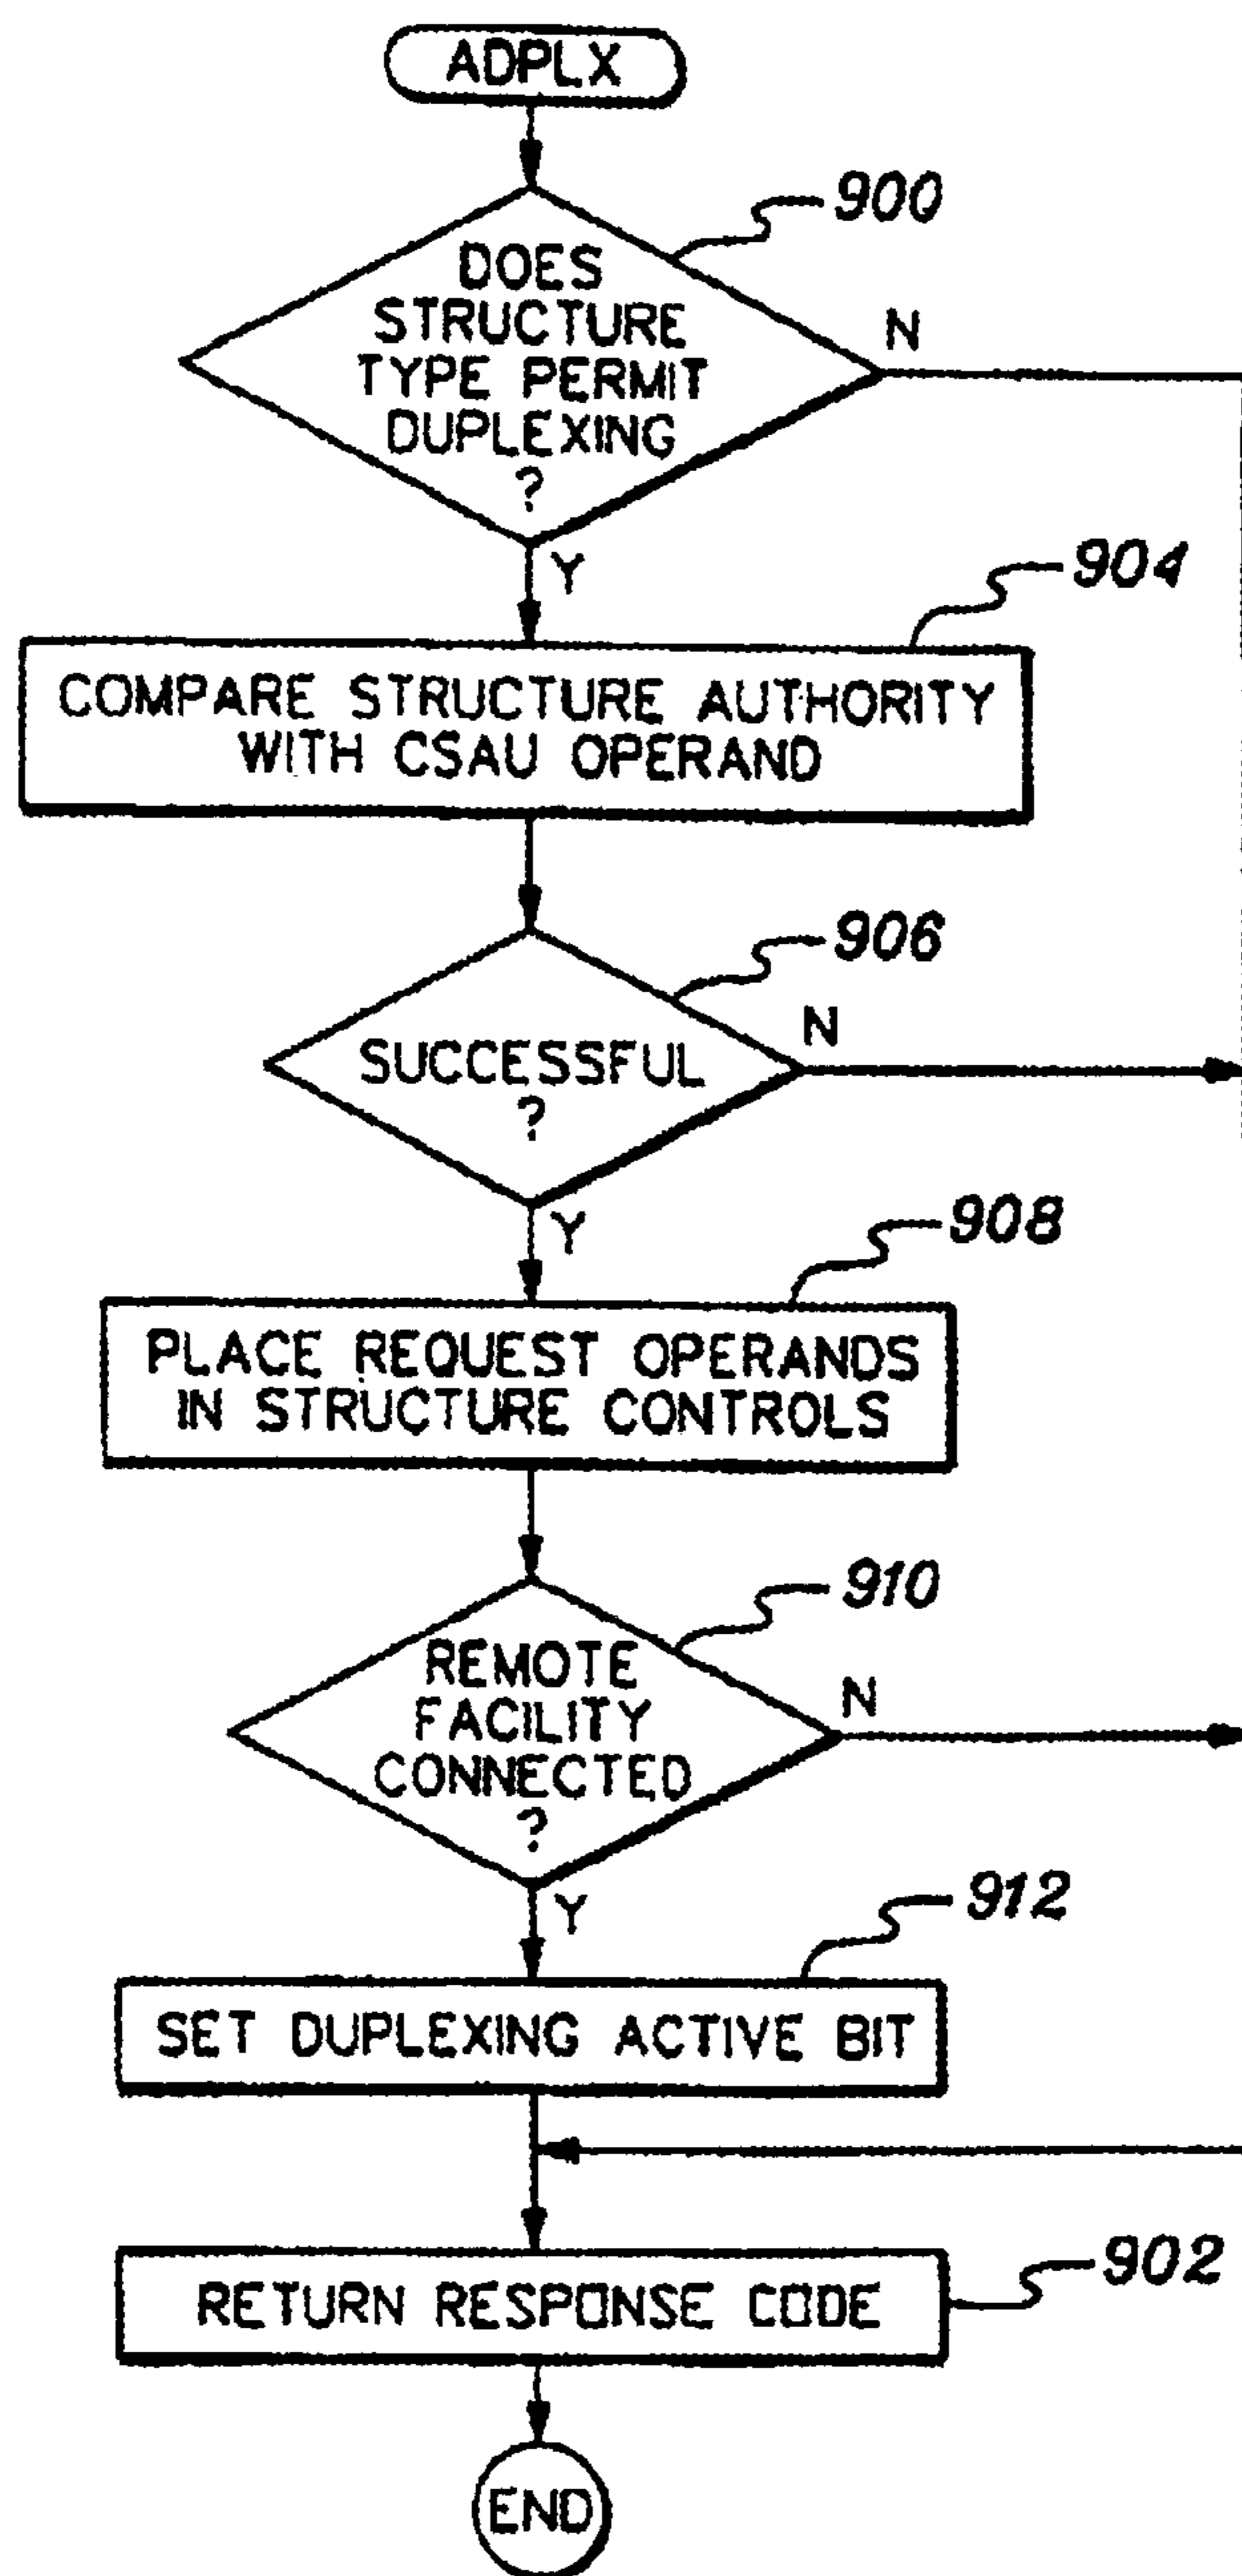 ADPLX
900
DOES
STRUCTURE
TYPE PERMIT
DUPLEXING
?
N
Y
904
COMPARE STRUCTURE AUTHORITY
WITH CSAU OPERAND
906
SUCCESSFUL
?
N
Y
908
PLACE REQUEST OPERANDS
IN STRUCTURE CONTROLS
910
REMOTE
FACILITY
CONNECTED
?
N
Y
912
SET DUPLEXING ACTIVE BIT
902
RETURN RESPONSE CODE
END